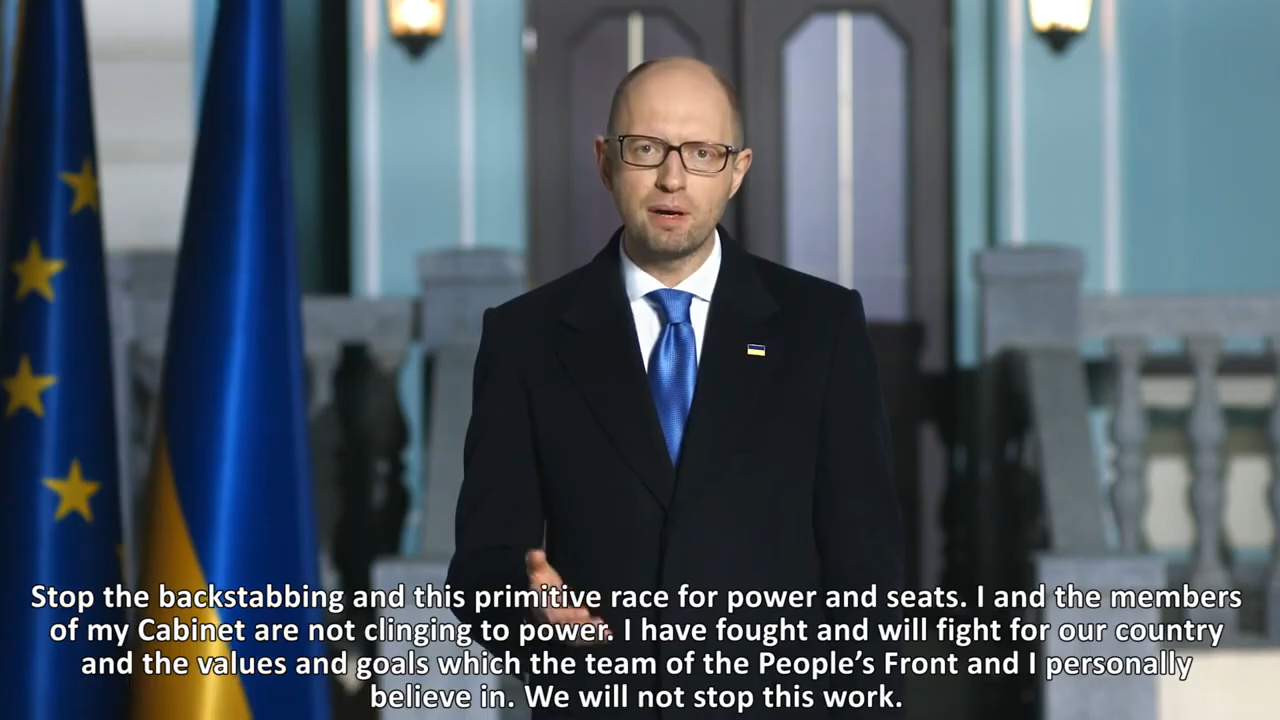 Stop the backstabbing and this primitive race for power and seats. I and the members
of my Cabinet are not clinging to power. I have fought and will fight for our country
and the values and goals which the team of the People’s Front and I personally
believe in. We will not stop this work.